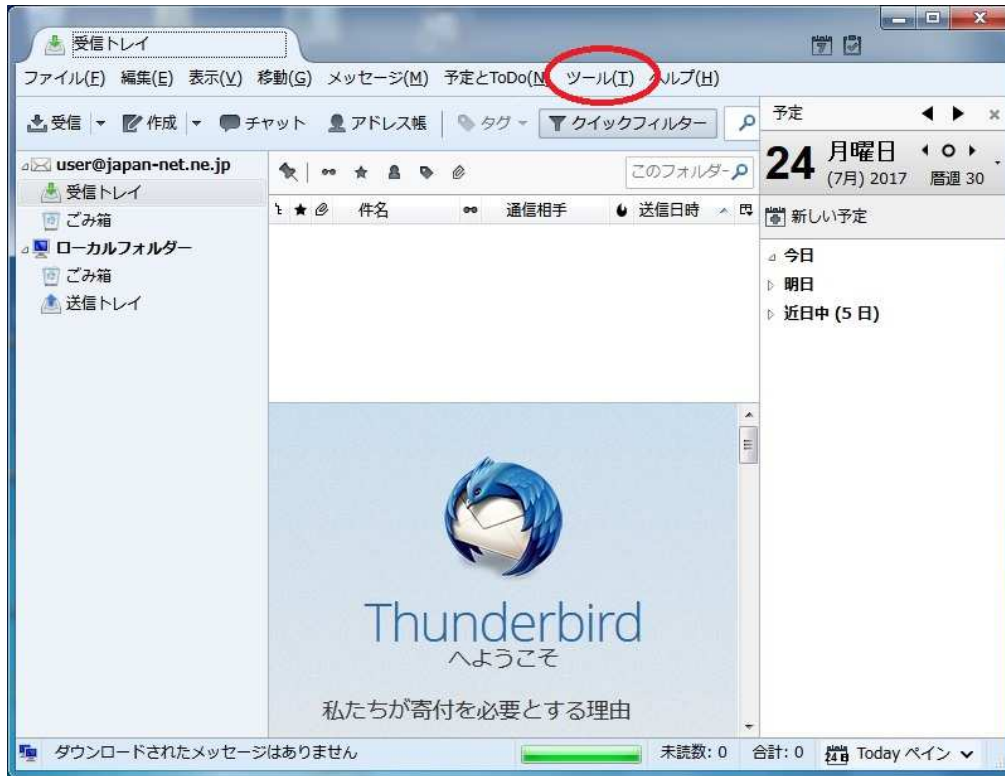 受信トレイ
ファイル(F) 編集(E) 表示(V) 移動(G) メッセージ(M) 予定とToDo(N ツール(T) ヘルプ(H)
受信 作成 チャット アドレス帳 タグ クイックフィルター
予定
24 月曜日
(7月) 2017 暦週 30
新しい予定
今日
明日
近日中 (5 日)
user@japan-net.ne.jp
受信トレイ
ごみ箱
ローカルフォルダー
ごみ箱
送信トレイ
このフォルダー
件名 通信相手 送信日時
Thunderbird
へようこそ
私たちが寄付を必要とする理由
ダウンロードされたメッセージはありません 未読数: 0 合計: 0 24 Today ペイン